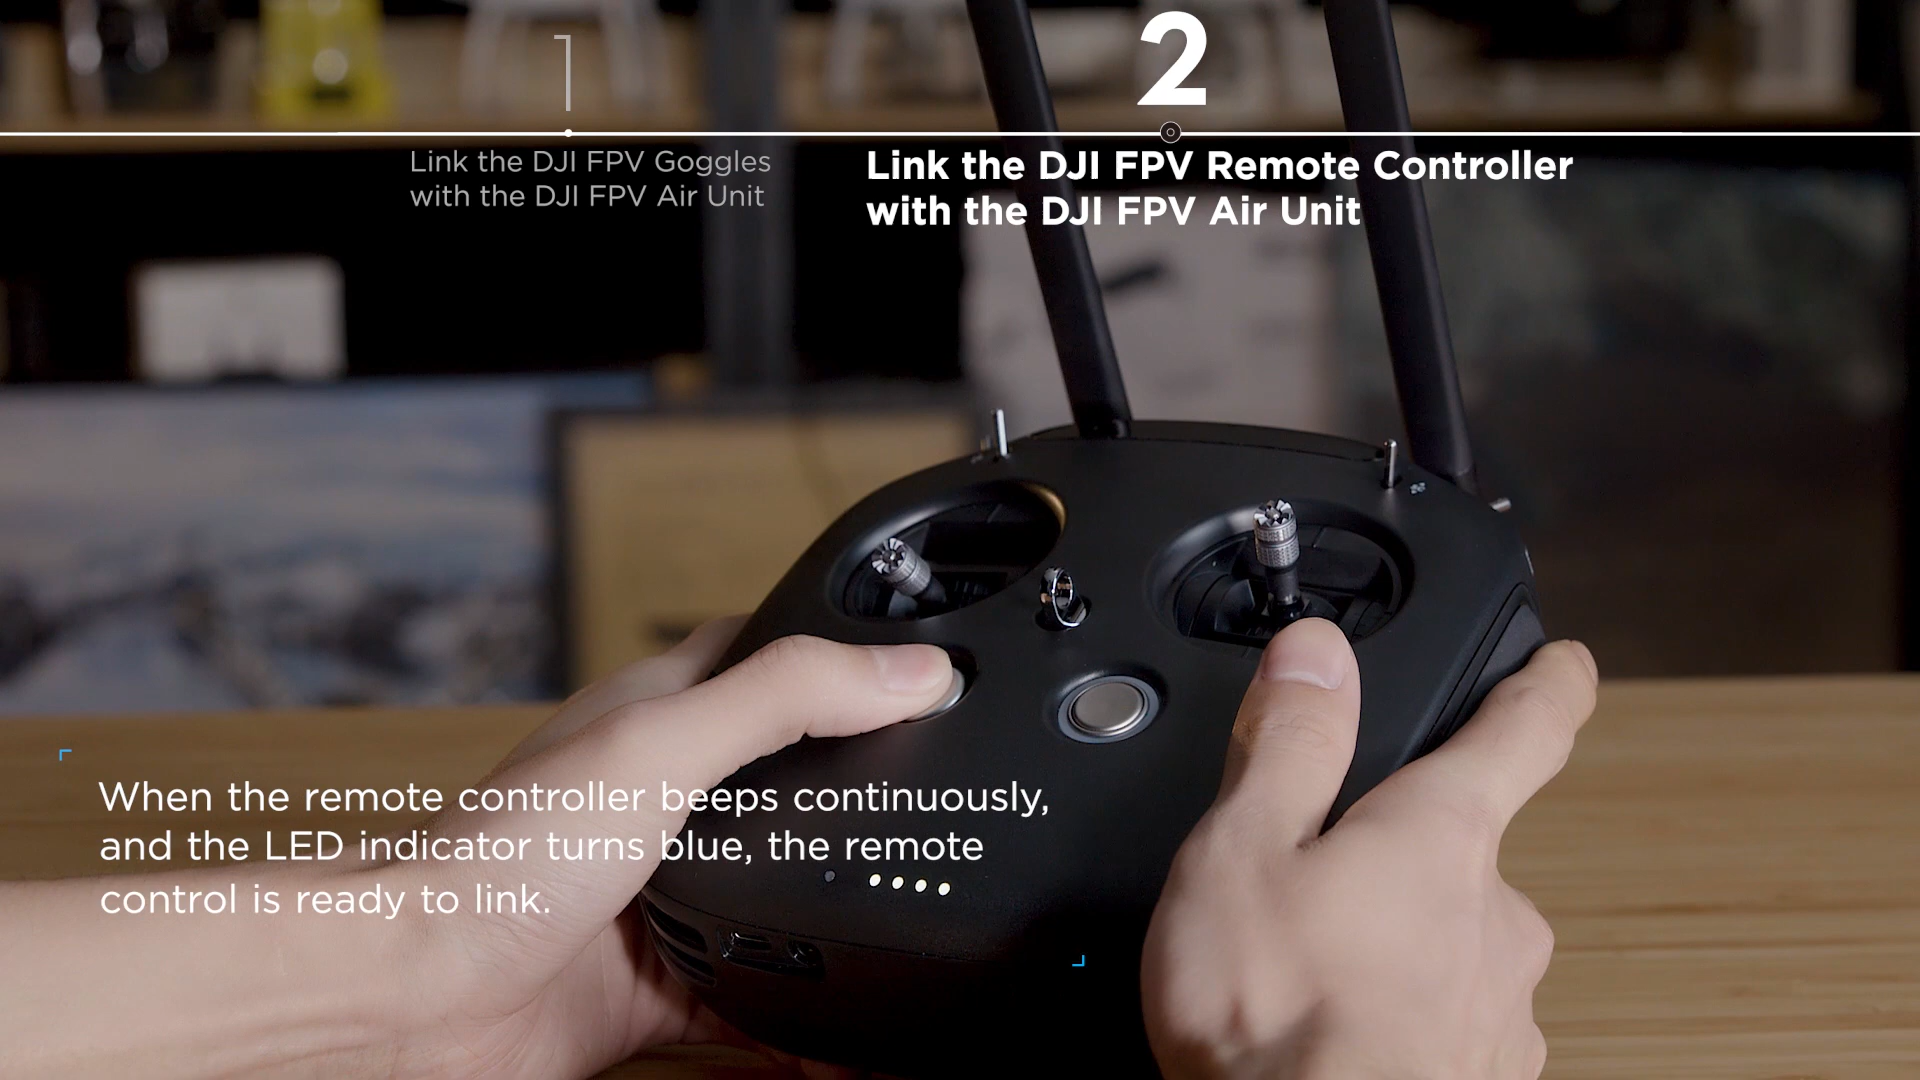 1
Link the DJI FPV Goggles
with the DJI FPV Air Unit
2
Link the DJI FPV Remote Controller
with the DJI FPV Air Unit
When the remote controller beeps continuously,
and the LED indicator turns blue, the remote
control is ready to link.